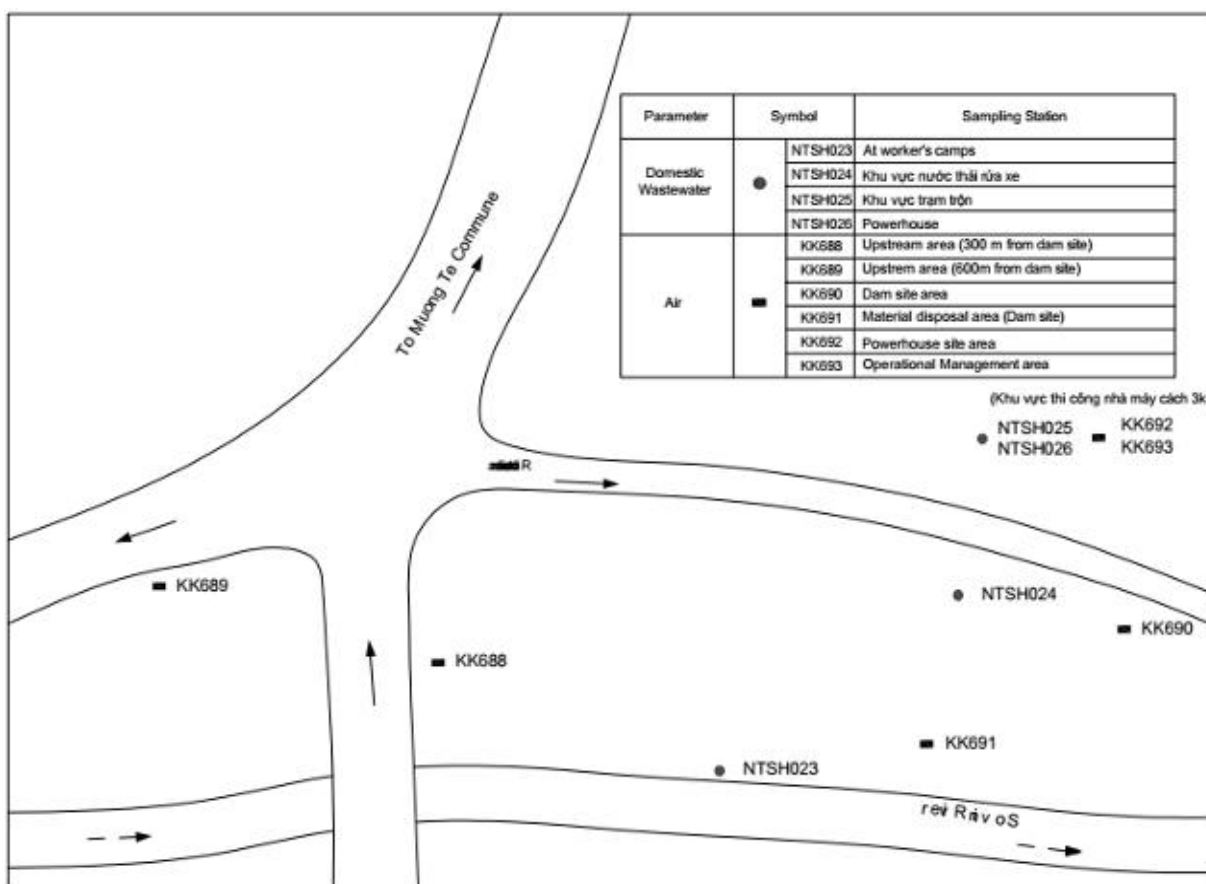 Parameter Symbol Sampling Station
Domestic Wastewater
NTSH023 At worker's camps
NTSH024 Khu vực nước thải rửa xe
NTSH025 Khu vực trạm trộn
NTSH026 Powerhouse
Air
KK688 Upstream area (300 m from dam site)
KK689 Upstrem area (600m from dam site)
KK690 Dam site area
KK691 Material disposal area (Dam site)
KK692 Powerhouse site area
KK693 Operational Management area
To Muong Te Commune
(Khu vực thi công nhà máy cách 3k
NTSH025 KK692
NTSH026 KK693
R
KK689
NTSH024
KK690
KK688
KK691
NTSH023